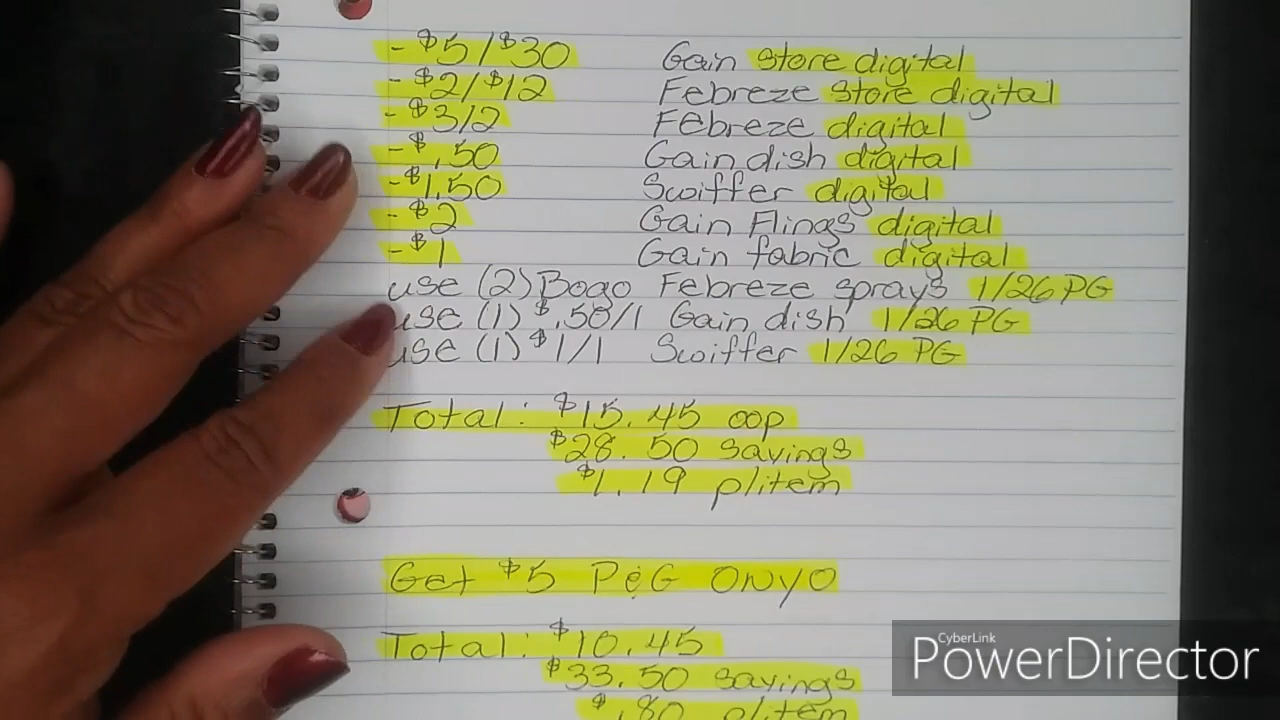 - $5/$30 Gain store digital
- $2/$12 Febreze store digital
- $3/2 Febreze digital
- $.50 Gain dish digital
- $1.50 Swiffer digital
- $2 Gain Flings digital
- $1 Gain fabric digital
use (2) Bogo Febreze sprays 1/26 PG
use (1) $.50/1 Gain dish 1/26 PG
use (1) $1/1 Swiffer 1/26 PG
Total: $15.45 oop
$28.50 savings
$1.19 p/item
Get $5 P&G ONYO
Total: $10.45
$33.50 savings
$.80 p/item
CyberLink
PowerDirector